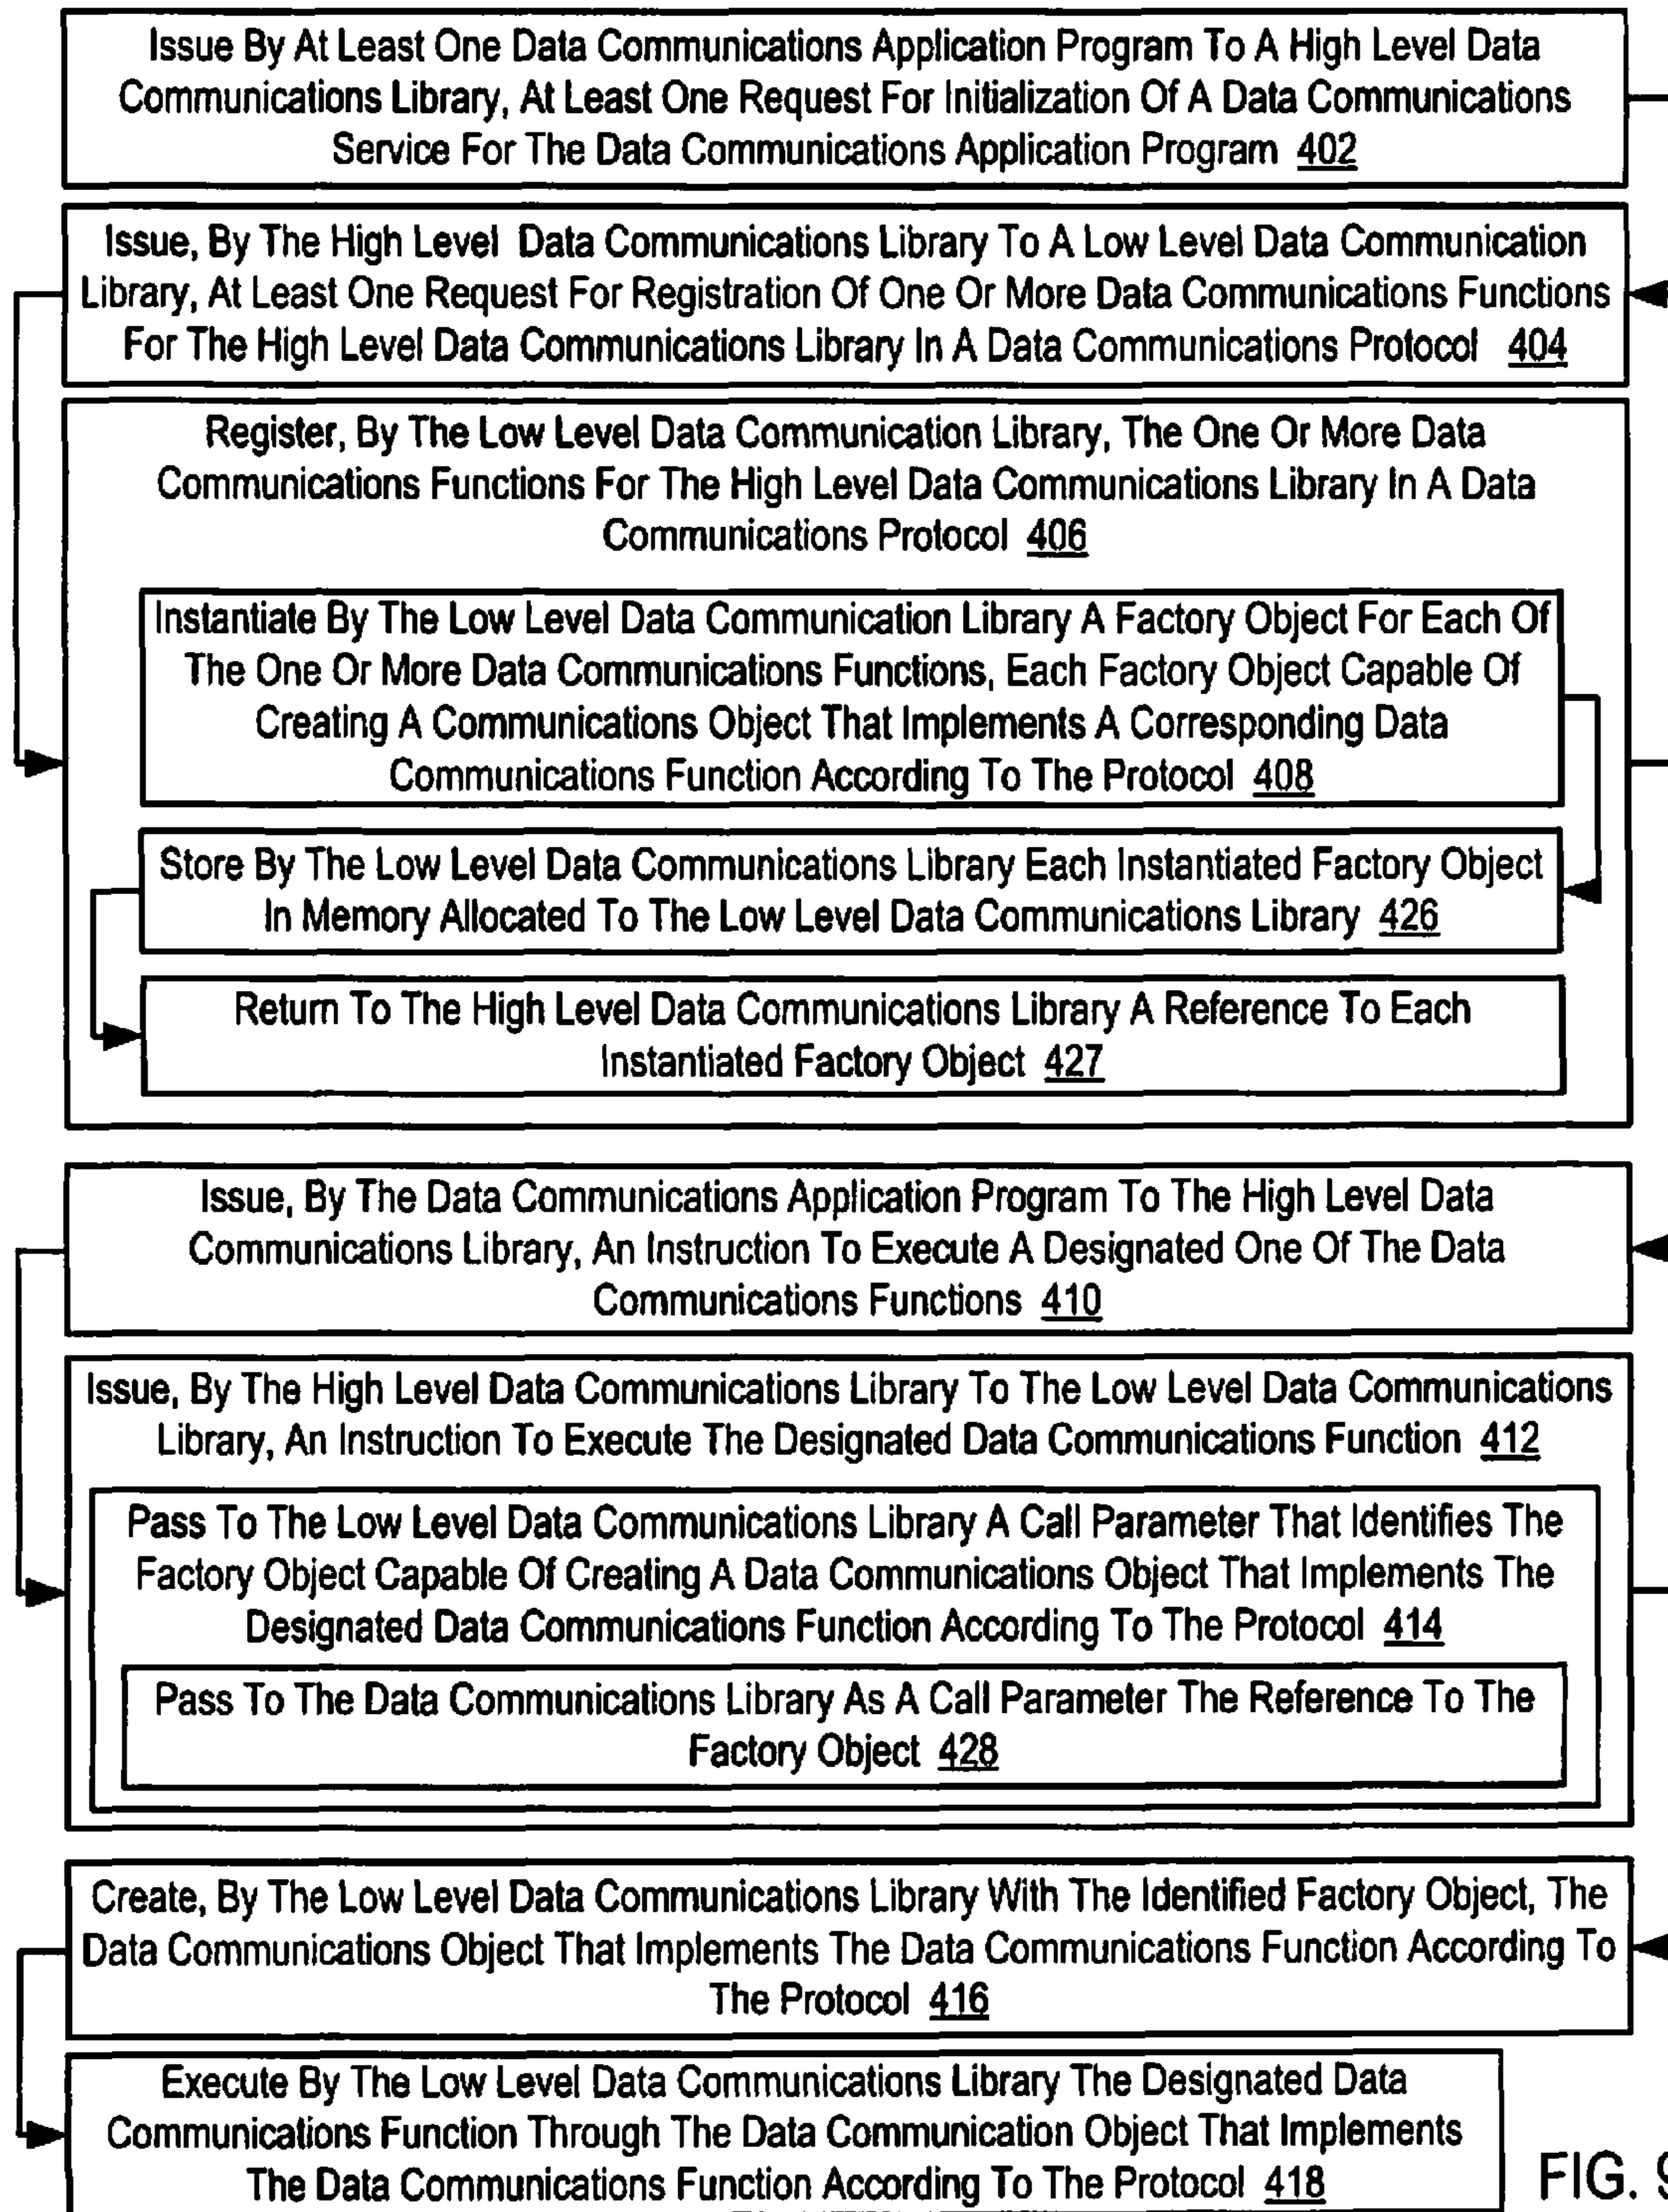 Issue By At Least One Data Communications Application Program To A High Level Data
Communications Library, At Least One Request For Initialization Of A Data Communications
Service For The Data Communications Application Program 402
Issue, By The High Level Data Communications Library To A Low Level Data Communication
Library, At Least One Request For Registration Of One Or More Data Communications Functions
For The High Level Data Communications Library In A Data Communications Protocol 404
Register, By The Low Level Data Communication Library, The One Or More Data
Communications Functions For The High Level Data Communications Library In A Data
Communications Protocol 406
Instantiate By The Low Level Data Communication Library A Factory Object For Each Of
The One Or More Data Communications Functions, Each Factory Object Capable Of
Creating A Communications Object That Implements A Corresponding Data
Communications Function According To The Protocol 408
Store By The Low Level Data Communications Library Each Instantiated Factory Object
In Memory Allocated To The Low Level Data Communications Library 426
Return To The High Level Data Communications Library A Reference To Each
Instantiated Factory Object 427
Issue, By The Data Communications Application Program To The High Level Data
Communications Library, An Instruction To Execute A Designated One Of The Data
Communications Functions 410
Issue, By The High Level Data Communications Library To The Low Level Data Communications
Library, An Instruction To Execute The Designated Data Communications Function 412
Pass To The Low Level Data Communications Library A Call Parameter That Identifies The
Factory Object Capable Of Creating A Data Communications Object That Implements The
Designated Data Communications Function According To The Protocol 414
Pass To The Data Communications Library As A Call Parameter The Reference To The
Factory Object 428
Create, By The Low Level Data Communications Library With The Identified Factory Object, The
Data Communications Object That Implements The Data Communications Function According To
The Protocol 416
Execute By The Low Level Data Communications Library The Designated Data
Communications Function Through The Data Communication Object That Implements
The Data Communications Function According To The Protocol 418
FIG. 9